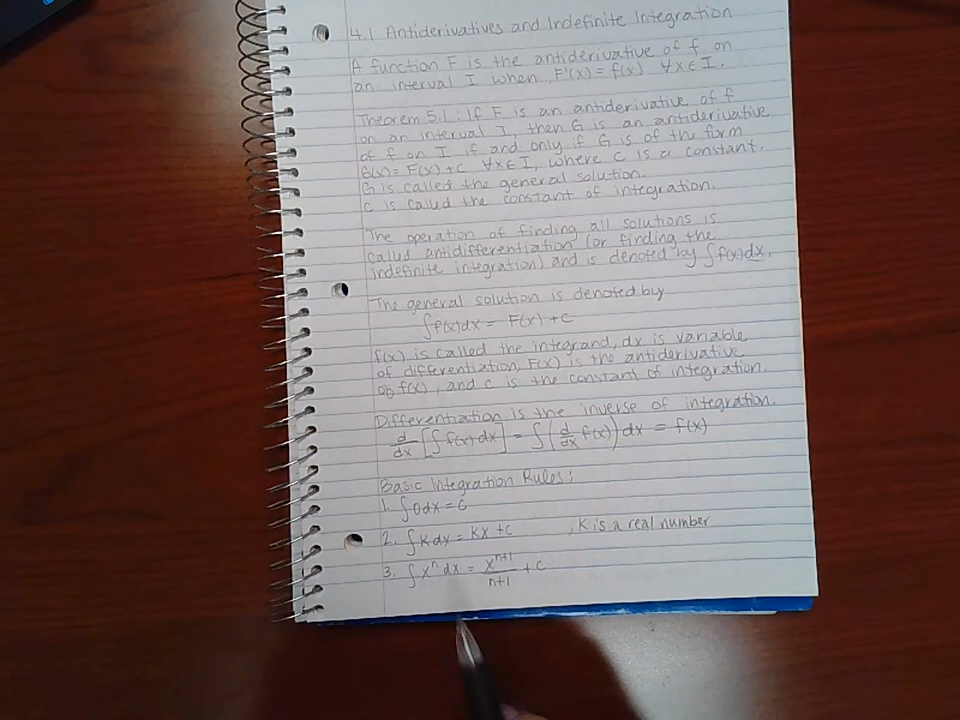 4.1 Antiderivatives and Indefinite Integration
A function F is the antiderivative of f on
an interval I when F'(x) = f(x) ∀x∈I.
Theorem 5.1: If F is an antiderivative of f
on an interval I, then G is an antiderivative
of f on I if and only if G is of the form
G(x) = F(x) + C ∀x∈I, where C is a constant.
G is called the general solution.
C is called the constant of integration.
The operation of finding all solutions is
called antidifferentiation (or finding the
indefinite integration) and is denoted by ∫f(x)dx.
The general solution is denoted by
∫f(x)dx = F(x) + C
f(x) is called the integrand, dx is variable
of differentiation, F(x) is the antiderivative
of f(x), and C is the constant of integration.
Differentiation is the inverse of integration.
d/dx [∫f(x)dx] = ∫(d/dx f(x))dx = f(x)
Basic Integration Rules:
1. ∫0dx = C
2. ∫Kdx = Kx + C , K is a real number
3. ∫xⁿdx = xⁿ⁺¹/n+1 + C